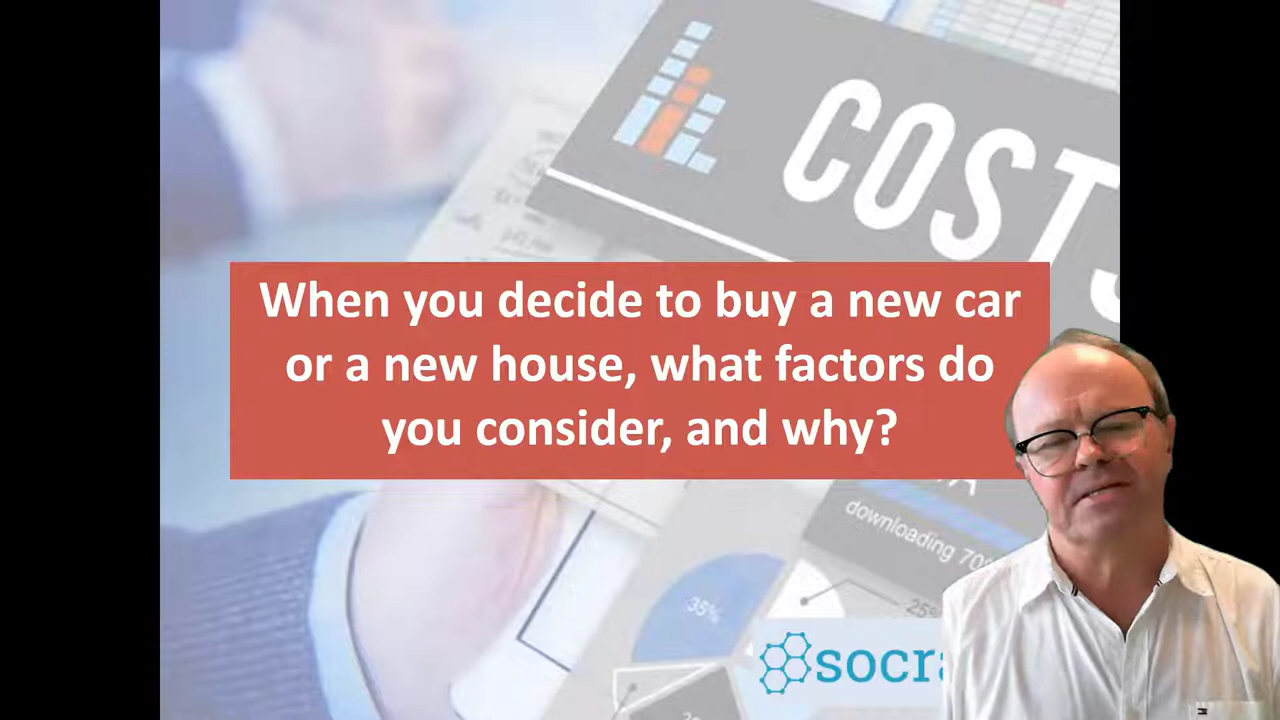 COSTS
When you decide to buy a new car
or a new house, what factors do
you consider, and why?
downloading 70%
35%
25%
socra